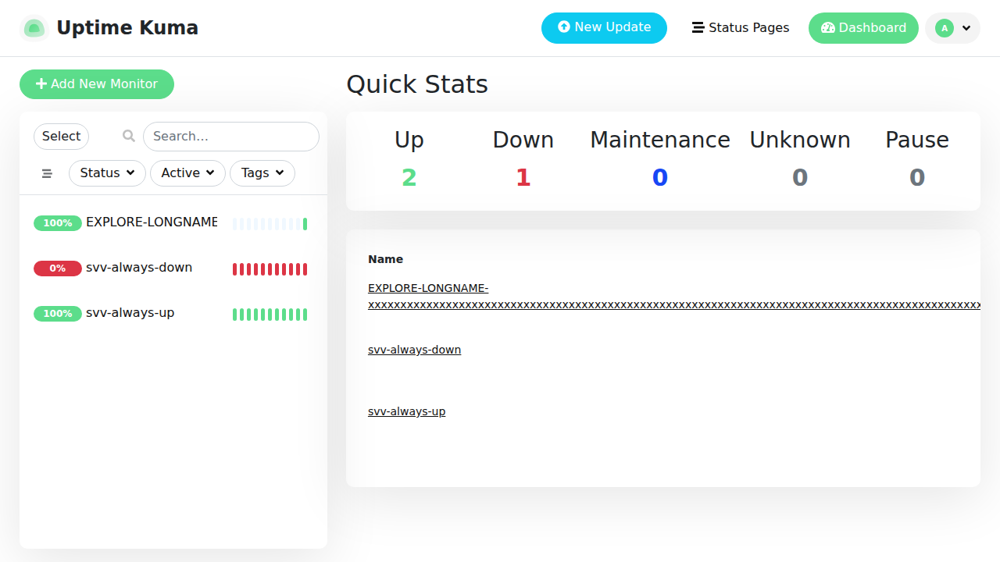 Uptime Kuma
New Update
Status Pages
Dashboard
A
Add New Monitor
Select
Search...
Status
Active
Tags
100%
EXPLORE-LONGNAME
0%
svv-always-down
100%
svv-always-up
Quick Stats
Up
Down
Maintenance
Unknown
Pause
2
1
0
0
0
Name
EXPLORE-LONGNAME-
xxxxxxxxxxxxxxxxxxxxxxxxxxxxxxxxxxxxxxxxxxxxxxxxxxxxxxxxxxxxxxxxxxxxxxxxxxxxxxxxxxxxxxxxxxxxxxx
svv-always-down
svv-always-up